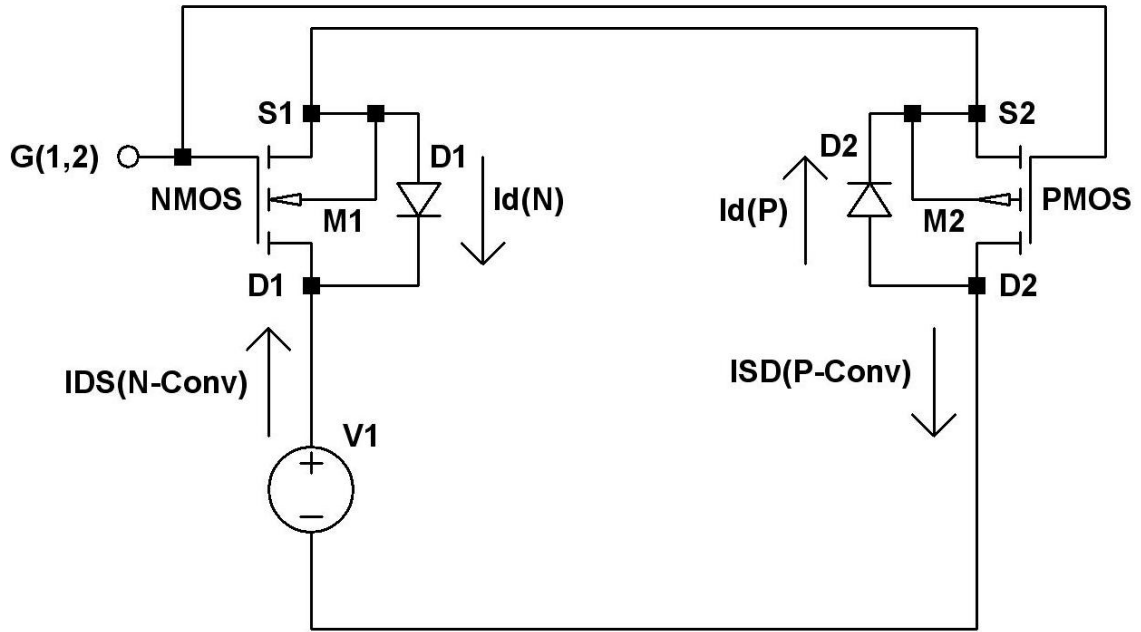 S1
S2
G(1,2)
D1
D2
NMOS
Id(N)
Id(P)
PMOS
M1
M2
D1
D2
IDS(N-Conv)
ISD(P-Conv)
V1
+
−